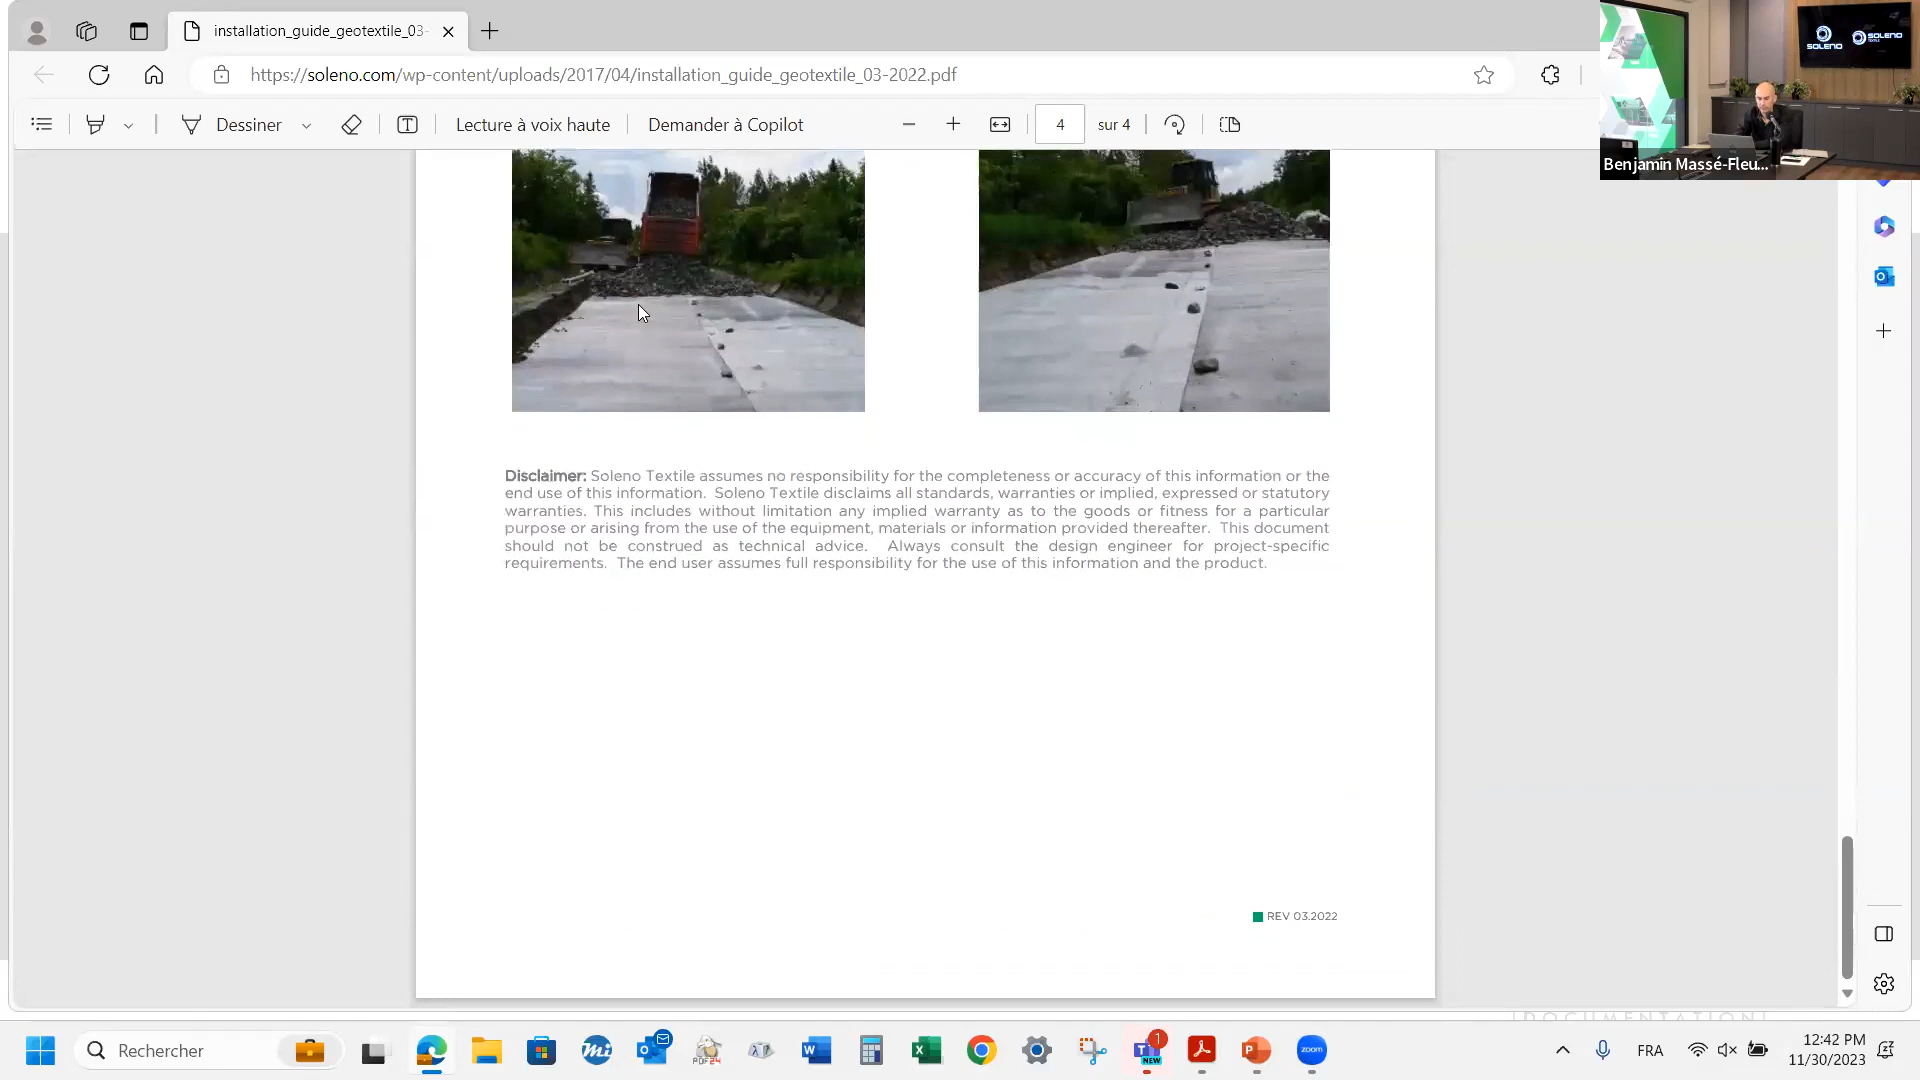 installation_guide_geotextile_03-
https://soleno.com/wp-content/uploads/2017/04/installation_guide_geotextile_03-2022.pdf
Dessiner
Lecture à voix haute
Demander à Copilot
4
sur 4
SOLENO
SOLENO
Benjamin Massé-Fleu...
Disclaimer: Soleno Textile assumes no responsibility for the completeness or accuracy of this information or the
end use of this information. Soleno Textile disclaims all standards, warranties or implied, expressed or statutory
warranties. This includes without limitation any implied warranty as to the goods or fitness for a particular
purpose or arising from the use of the equipment, materials or information provided thereafter. This document
should not be construed as technical advice. Always consult the design engineer for project-specific
requirements. The end user assumes full responsibility for the use of this information and the product.
REV 03.2022
Rechercher
PDF24
NEW
1
zoom
FRA
12:42 PM
11/30/2023